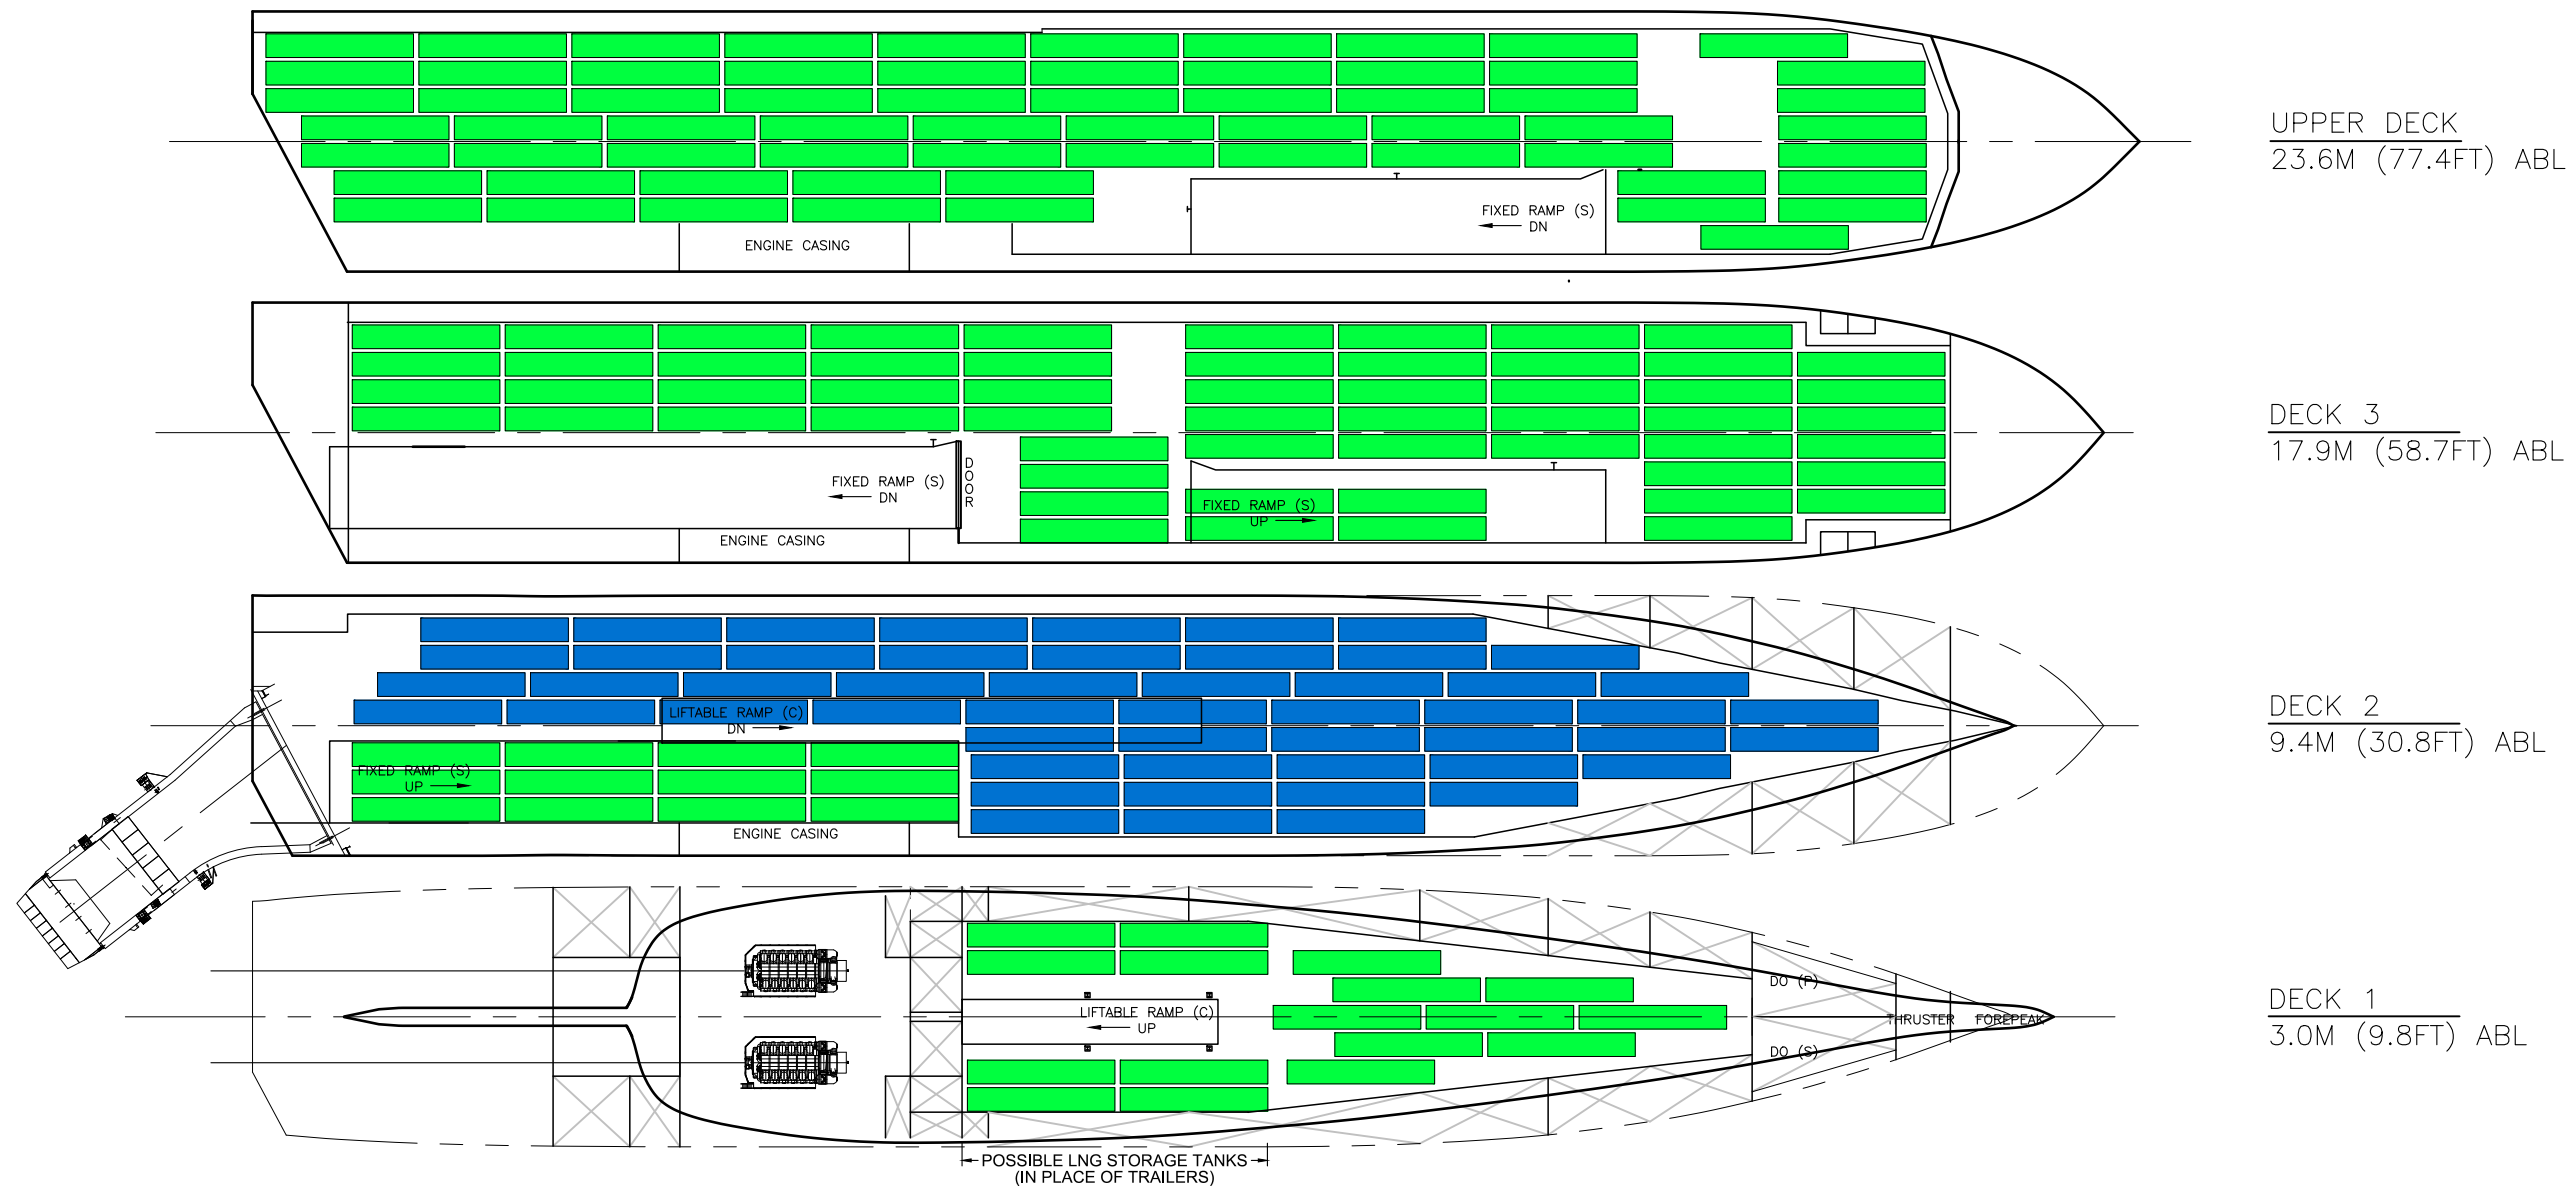 UPPER DECK
23.6M (77.4FT) ABL
FIXED RAMP (S)
DN
ENGINE CASING
DECK 3
17.9M (58.7FT) ABL
DOOR
FIXED RAMP (S)
DN
FIXED RAMP (S)
UP
ENGINE CASING
DECK 2
9.4M (30.8FT) ABL
LIFTABLE RAMP (C)
DN
FIXED RAMP (S)
UP
ENGINE CASING
DECK 1
3.0M (9.8FT) ABL
DO (P)
LIFTABLE RAMP (C)
UP
THRUSTER FOREPEAK
DO (S)
POSSIBLE LNG STORAGE TANKS
(IN PLACE OF TRAILERS)